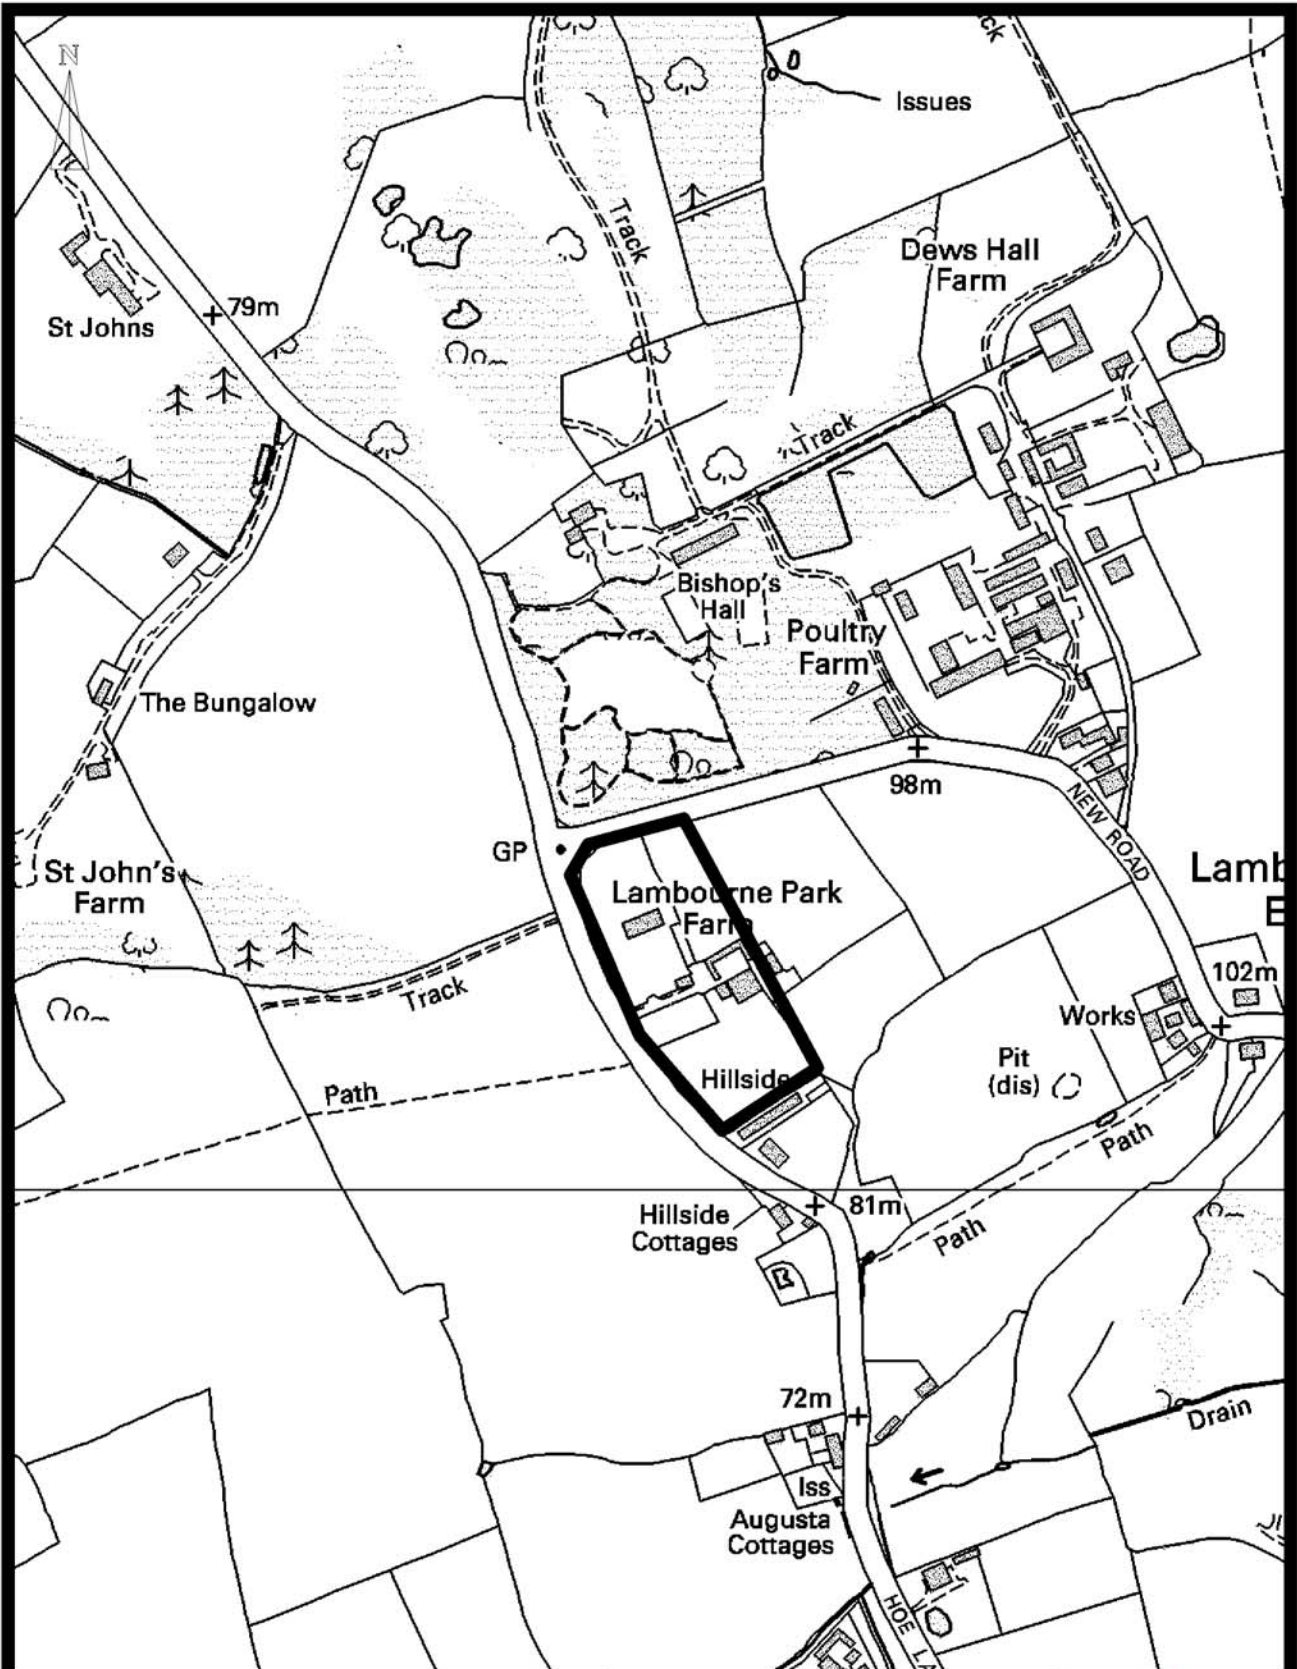 N
ck
Issues
Track
Dews Hall
Farm
79m
St Johns
Track
Bishop's
Hall
Poultry
Farm
The Bungalow
98m
NEW ROAD
GP
St John's
Farm
Lambourne Park
Farm
Lamb
E
102m
Track
Works
Pit
(dis)
Hillside
Path
Path
81m
Hillside
Cottages
Path
72m
Drain
Iss
Augusta
Cottages
HOE LA